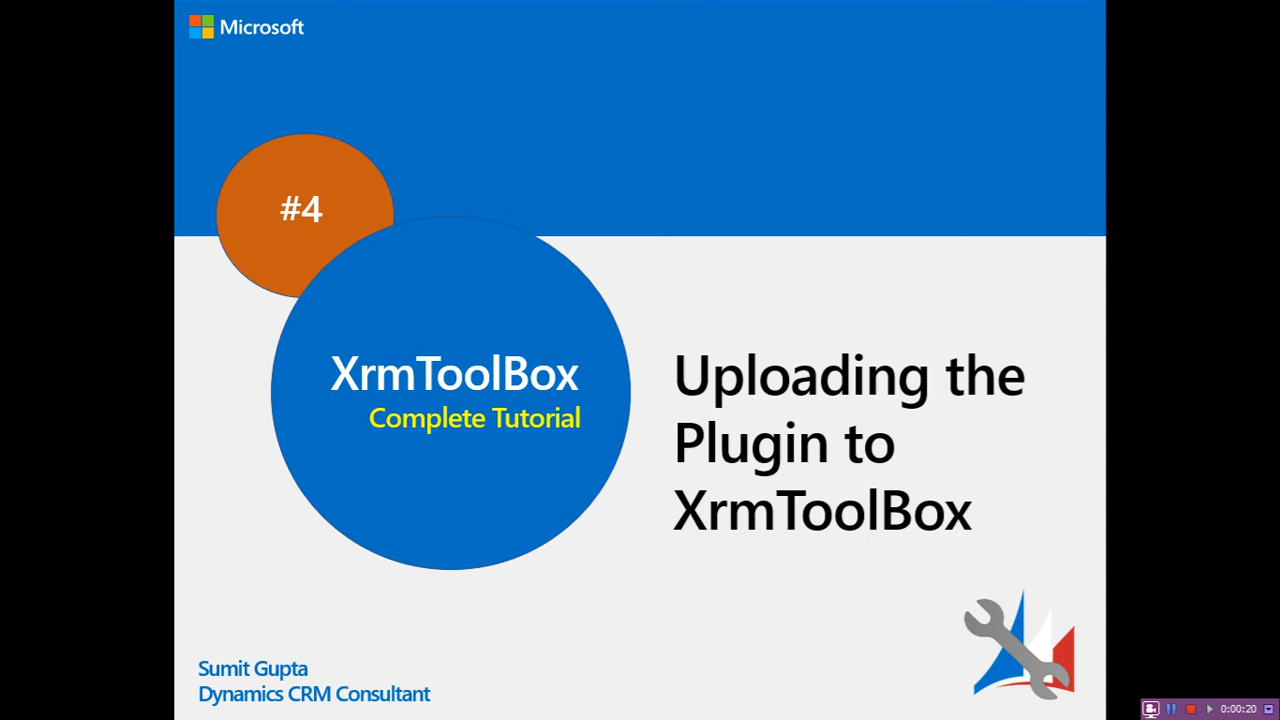 Microsoft
#4
XrmToolBox
Complete Tutorial
Uploading the
Plugin to
XrmToolBox
Sumit Gupta
Dynamics CRM Consultant
0:00:20